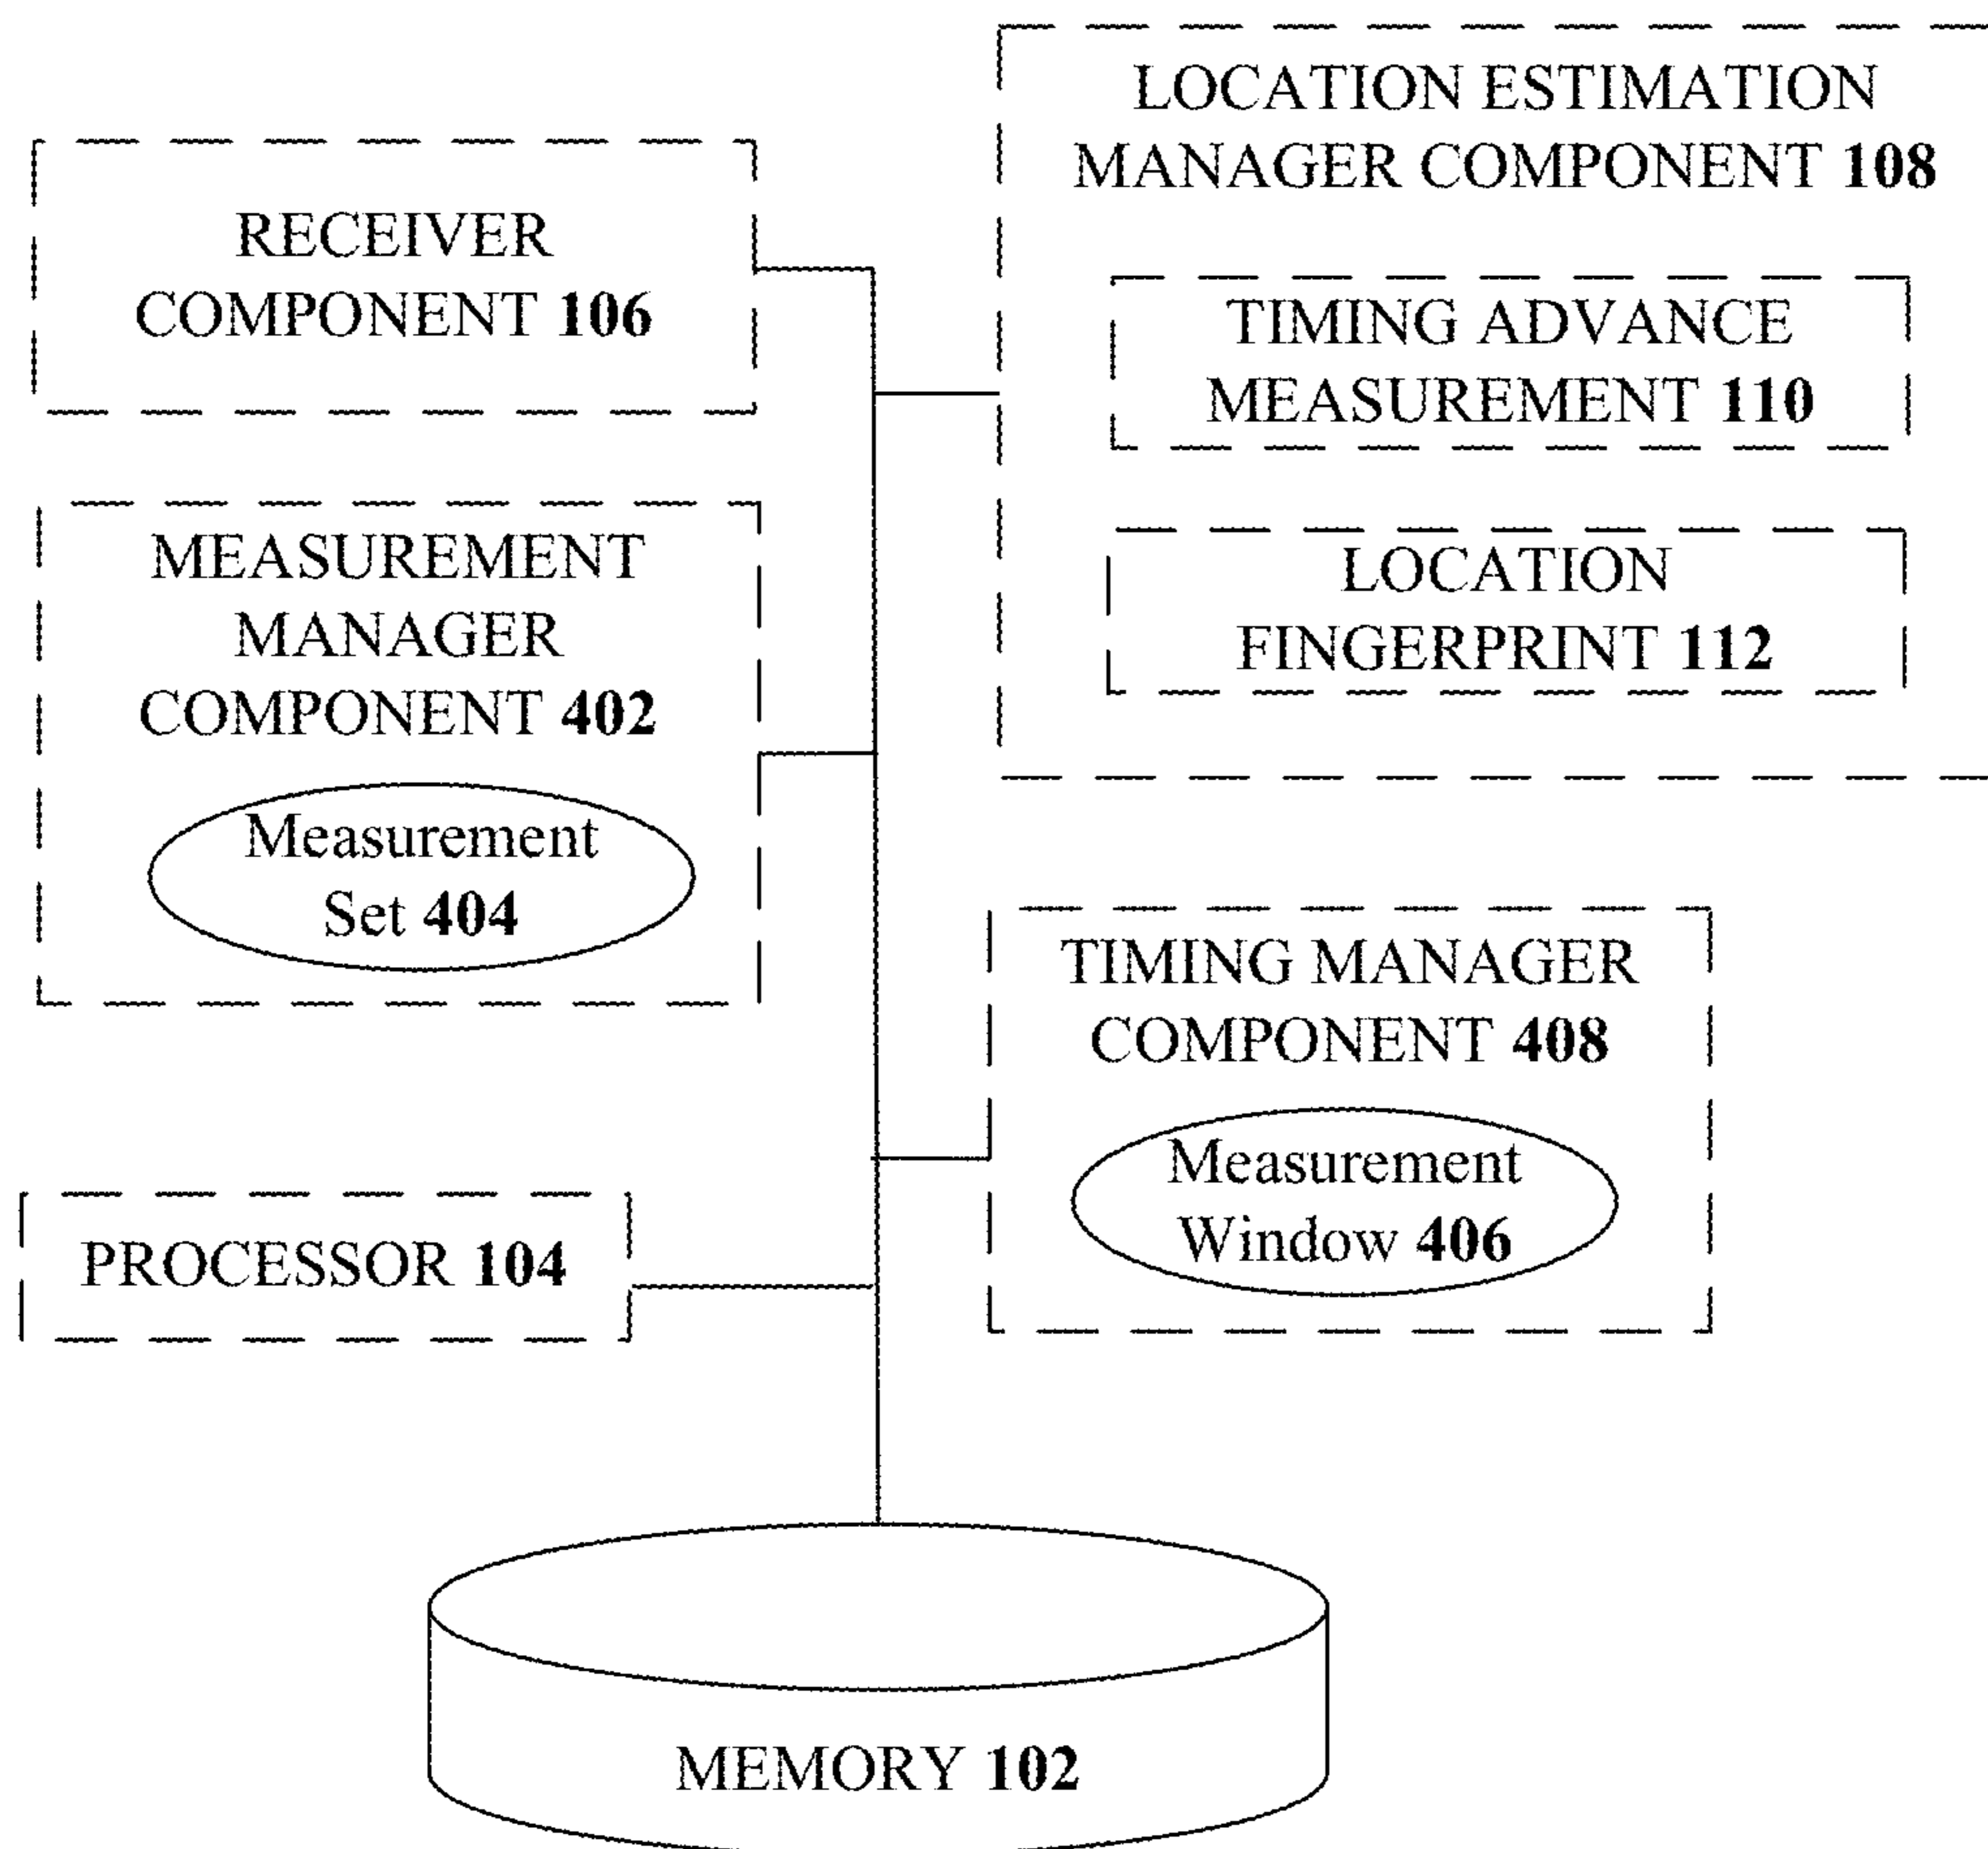 RECEIVER
COMPONENT 106
LOCATION ESTIMATION
MANAGER COMPONENT 108
TIMING ADVANCE
MEASUREMENT 110
LOCATION
FINGERPRINT 112
MEASUREMENT
MANAGER
COMPONENT 402
Measurement
Set 404
TIMING MANAGER
COMPONENT 408
Measurement
Window 406
PROCESSOR 104
MEMORY 102